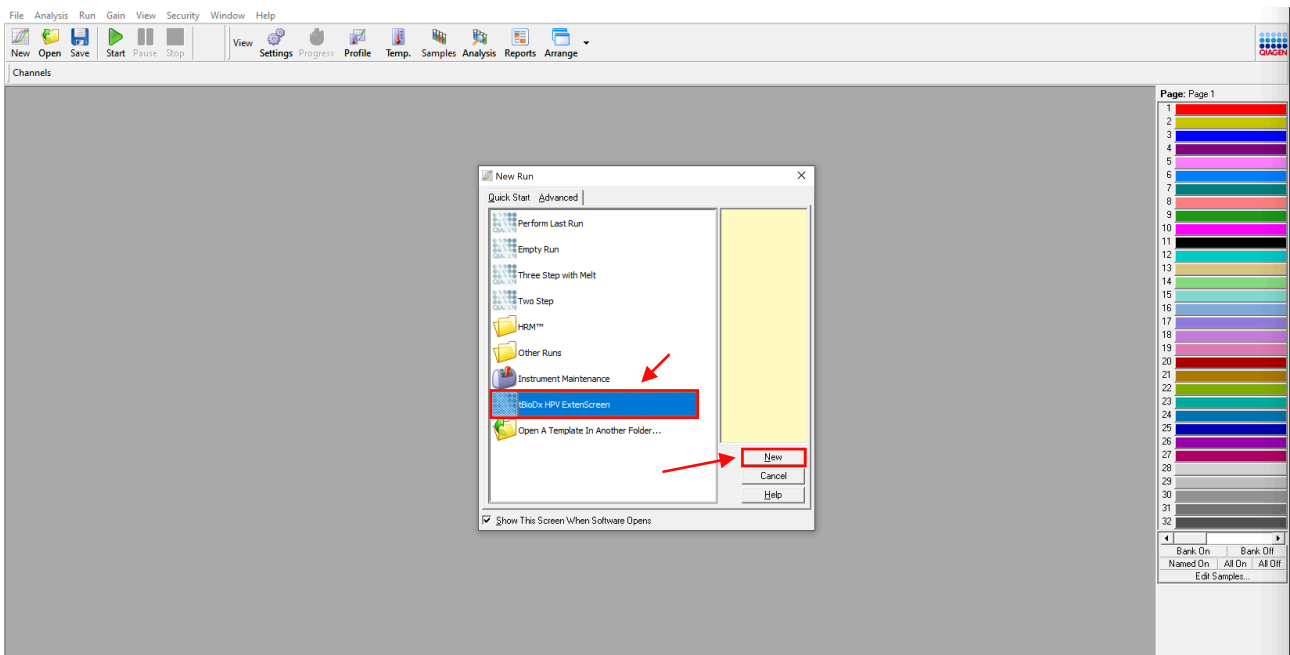 File Analysis Run Gain View Security Window Help
New Open Save Start Pause Stop View Settings Progress Profile Temp. Samples Analysis Reports Arrange
QIAGEN
Channels
Page: Page 1
1
2
3
4
5
6
7
8
9
10
11
12
13
14
15
16
17
18
19
20
21
22
23
24
25
26
27
28
29
30
31
32
Bank On Bank Off
Named On All On All Off
Edit Samples...
New Run
Quick Start Advanced
Perform Last Run
Empty Run
Three Step with Melt
Two Step
HRM™
Other Runs
Instrument Maintenance
tBioDx HPV ExtenScreen
Open A Template In Another Folder...
New
Cancel
Help
Show This Screen When Software Opens